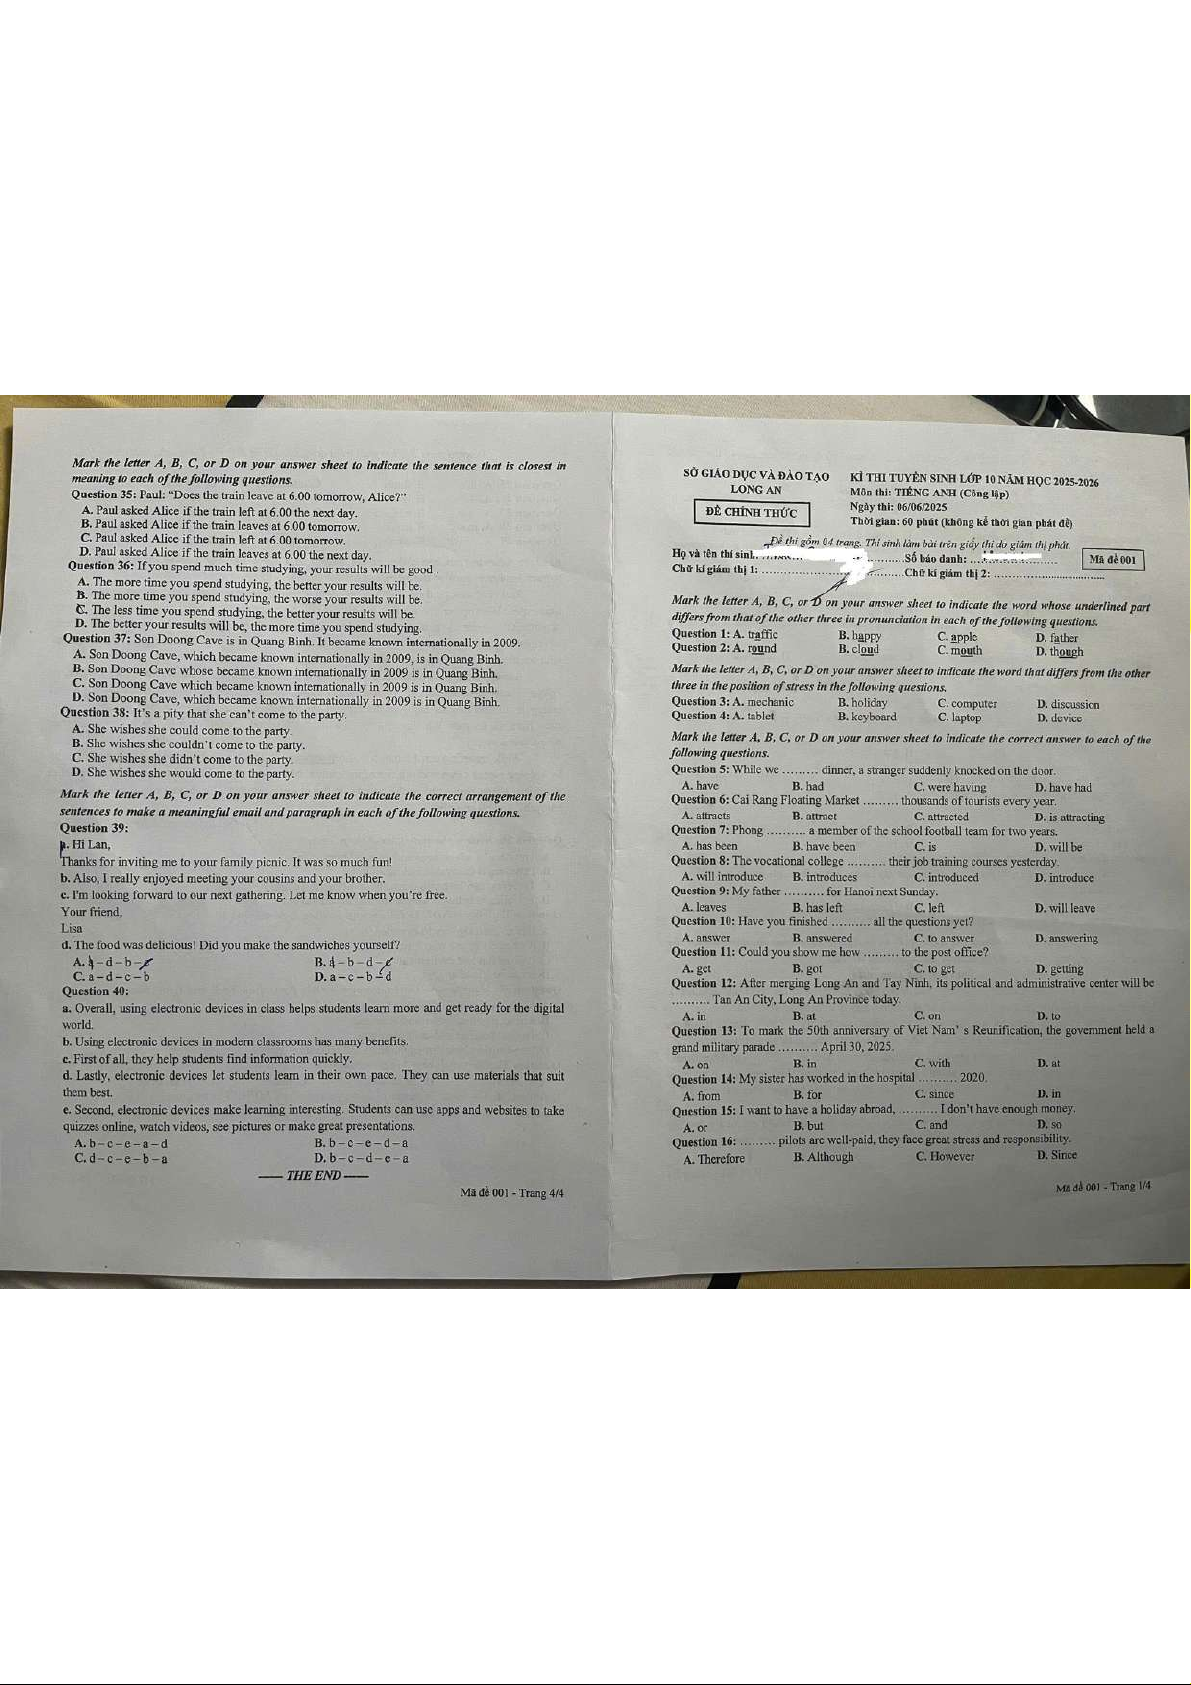 Mark the letter A, B, C, or D on your answer sheet to indicate the sentence that is closest in
meaning to each of the following questions.
Question 35: Paul: "Does the train leave at 6.00 tomorrow, Alice?"
A. Paul asked Alice if the train left at 6.00 the next day.
B. Paul asked Alice if the train leaves at 6.00 tomorrow.
C. Paul asked Alice if the train left at 6.00 tomorrow.
D. Paul asked Alice if the train leaves at 6.00 the next day.
Question 36: If you spend much time studying, your results will be good.
A. The more time you spend studying, the better your results will be.
B. The more time you spend studying, the worse your results will be.
C. The less time you spend studying, the better your results will be.
D. The better your results will be, the more time you spend studying.
Question 37: Son Doong Cave is in Quang Binh. It became known internationally in 2009.
A. Son Doong Cave, which became known internationally in 2009, is in Quang Binh.
B. Son Doong Cave whose became known internationally in 2009 is in Quang Binh.
C. Son Doong Cave which became known internationally in 2009 is in Quang Binh.
D. Son Doong Cave, which became known internationally in 2009 is in Quang Binh.
Question 38: It's a pity that she can't come to the party.
A. She wishes she could come to the party.
B. She wishes she couldn't come to the party.
C. She wishes she didn't come to the party.
D. She wishes she would come to the party.
Mark the letter A, B, C, or D on your answer sheet to indicate the correct arrangement of the
sentences to make a meaningful email and paragraph in each of the following questions.
Question 39:
a. Hi Lan,
Thanks for inviting me to your family picnic. It was so much fun!
b. Also, I really enjoyed meeting your cousins and your brother.
c. I'm looking forward to our next gathering. Let me know when you're free.
Your friend,
Lisa
d. The food was delicious! Did you make the sandwiches yourself?
A. a – d – b – c B. a – b – d – c
C. a – d – c – b D. a – c – b – d
Question 40:
a. Overall, using electronic devices in class helps students learn more and get ready for the digital
world.
b. Using electronic devices in modern classrooms has many benefits.
c. First of all, they help students find information quickly.
d. Lastly, electronic devices let students learn in their own pace. They can use materials that suit
them best.
e. Second, electronic devices make learning interesting. Students can use apps and websites to take
quizzes online, watch videos, see pictures or make great presentations.
A. b – c – e – a – d B. b – c – e – d – a
C. d – c – e – b – a D. b – c – d – e – a
----- THE END -----
Mã đề 001 - Trang 4/4
SỞ GIÁO DỤC VÀ ĐÀO TẠO
LONG AN
ĐỀ CHÍNH THỨC
KÌ THI TUYỂN SINH LỚP 10 NĂM HỌC 2025-2026
Môn thi: TIẾNG ANH (Công lập)
Ngày thi: 06/06/2025
Thời gian: 60 phút (không kể thời gian phát đề)
Đề thi gồm 04 trang. Thí sinh làm bài trên giấy thi do giám thị phát
Họ và tên thí sinh: .......... Số báo danh: ..........
Mã đề 001
Chữ kí giám thị 1: .......... Chữ kí giám thị 2: ..........
Mark the letter A, B, C, or D on your answer sheet to indicate the word whose underlined part
differs from that of the other three in pronunciation in each of the following questions.
Question 1: A. traffic B. happy C. apple D. father
Question 2: A. round B. cloud C. mouth D. though
Mark the letter A, B, C, or D on your answer sheet to indicate the word that differs from the other
three in the position of stress in the following questions.
Question 3: A. mechanic B. holiday C. computer D. discussion
Question 4: A. tablet B. keyboard C. laptop D. device
Mark the letter A, B, C, or D on your answer sheet to indicate the correct answer to each of the
following questions.
Question 5: While we ......... dinner, a stranger suddenly knocked on the door.
A. have B. had C. were having D. have had
Question 6: Cai Rang Floating Market ......... thousands of tourists every year.
A. attracts B. attract C. attracted D. is attracting
Question 7: Phong .......... a member of the school football team for two years.
A. has been B. have been C. is D. will be
Question 8: The vocational college .......... their job training courses yesterday.
A. will introduce B. introduces C. introduced D. introduce
Question 9: My father .......... for Hanoi next Sunday.
A. leaves B. has left C. left D. will leave
Question 10: Have you finished .......... all the questions yet?
A. answer B. answered C. to answer D. answering
Question 11: Could you show me how ......... to the post office?
A. get B. got C. to get D. getting
Question 12: After merging Long An and Tay Ninh, its political and administrative center will be
......... Tan An City, Long An Province today.
A. in B. at C. on D. to
Question 13: To mark the 50th anniversary of Viet Nam' s Reunification, the government held a
grand military parade .......... April 30, 2025.
A. on B. in C. with D. at
Question 14: My sister has worked in the hospital .......... 2020.
A. from B. for C. since D. in
Question 15: I want to have a holiday abroad, .......... I don't have enough money.
A. or B. but C. and D. so
Question 16: ......... pilots are well-paid, they face great stress and responsibility.
A. Therefore B. Although C. However D. Since
Mã đề 001 - Trang 1/4